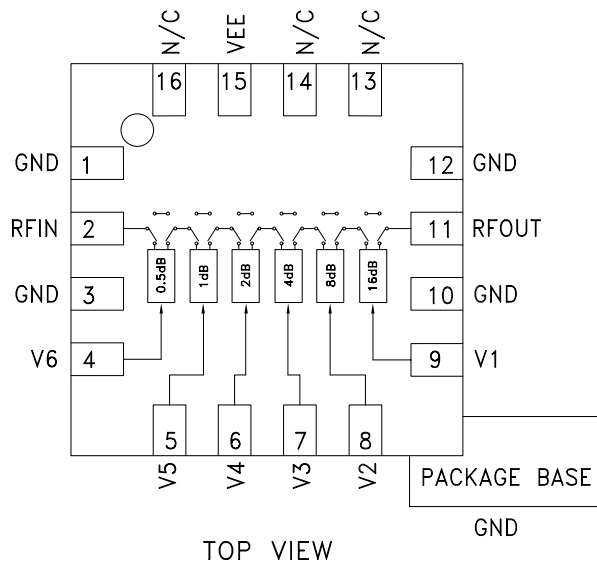 N/C VEE N/C N/C
16 15 14 13
GND 1 12 GND
RFIN 2 11 RFOUT
0.5dB 1dB 2dB 4dB 8dB 16dB
GND 3 10 GND
V6 4 9 V1
5 6 7 8
V5 V4 V3 V2
PACKAGE BASE
GND
TOP VIEW